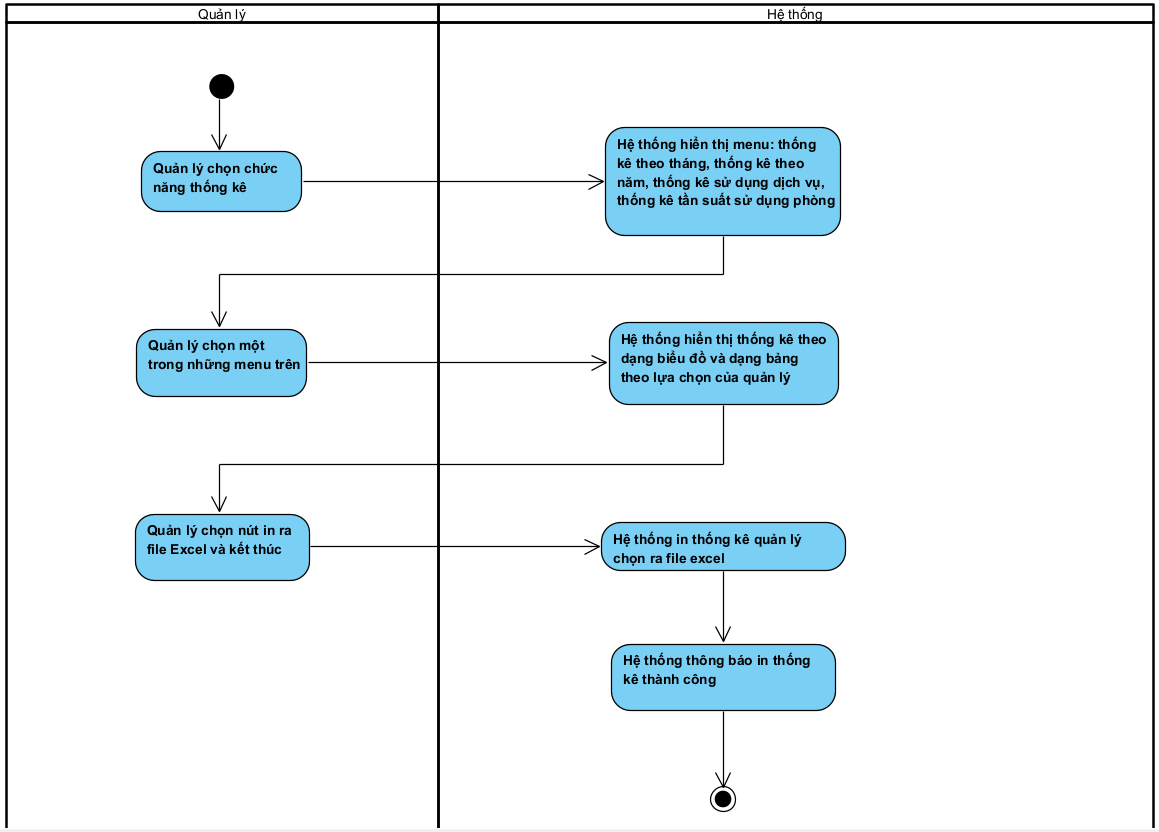 Quản lý
Hệ thống
Quản lý chọn chức
năng thống kê
Hệ thống hiển thị menu: thống
kê theo tháng, thống kê theo
năm, thống kê sử dụng dịch vụ,
thống kê tần suất sử dụng phòng
Quản lý chọn một
trong những menu trên
Hệ thống hiển thị thống kê theo
dạng biểu đồ và dạng bảng
theo lựa chọn của quản lý
Quản lý chọn nút in ra
file Excel và kết thúc
Hệ thống in thống kê quản lý
chọn ra file excel
Hệ thống thông báo in thống
kê thành công